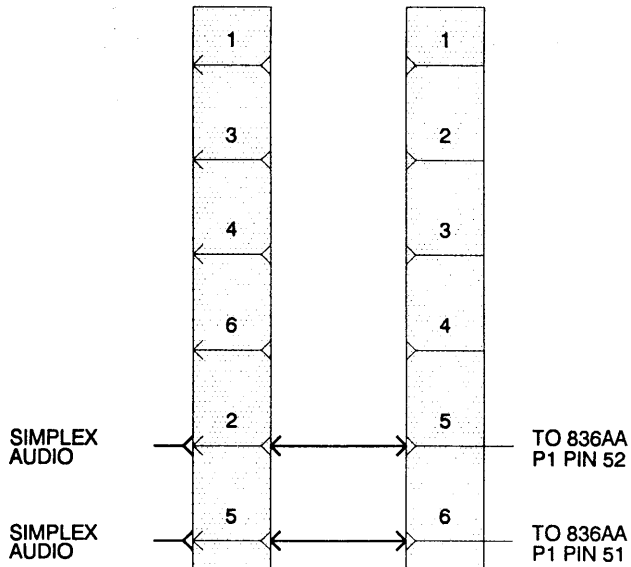 1 1
3 2
4 3
6 4
2 5
SIMPLEX
AUDIO
TO 836AA
P1 PIN 52
5 6
SIMPLEX
AUDIO
TO 836AA
P1 PIN 51